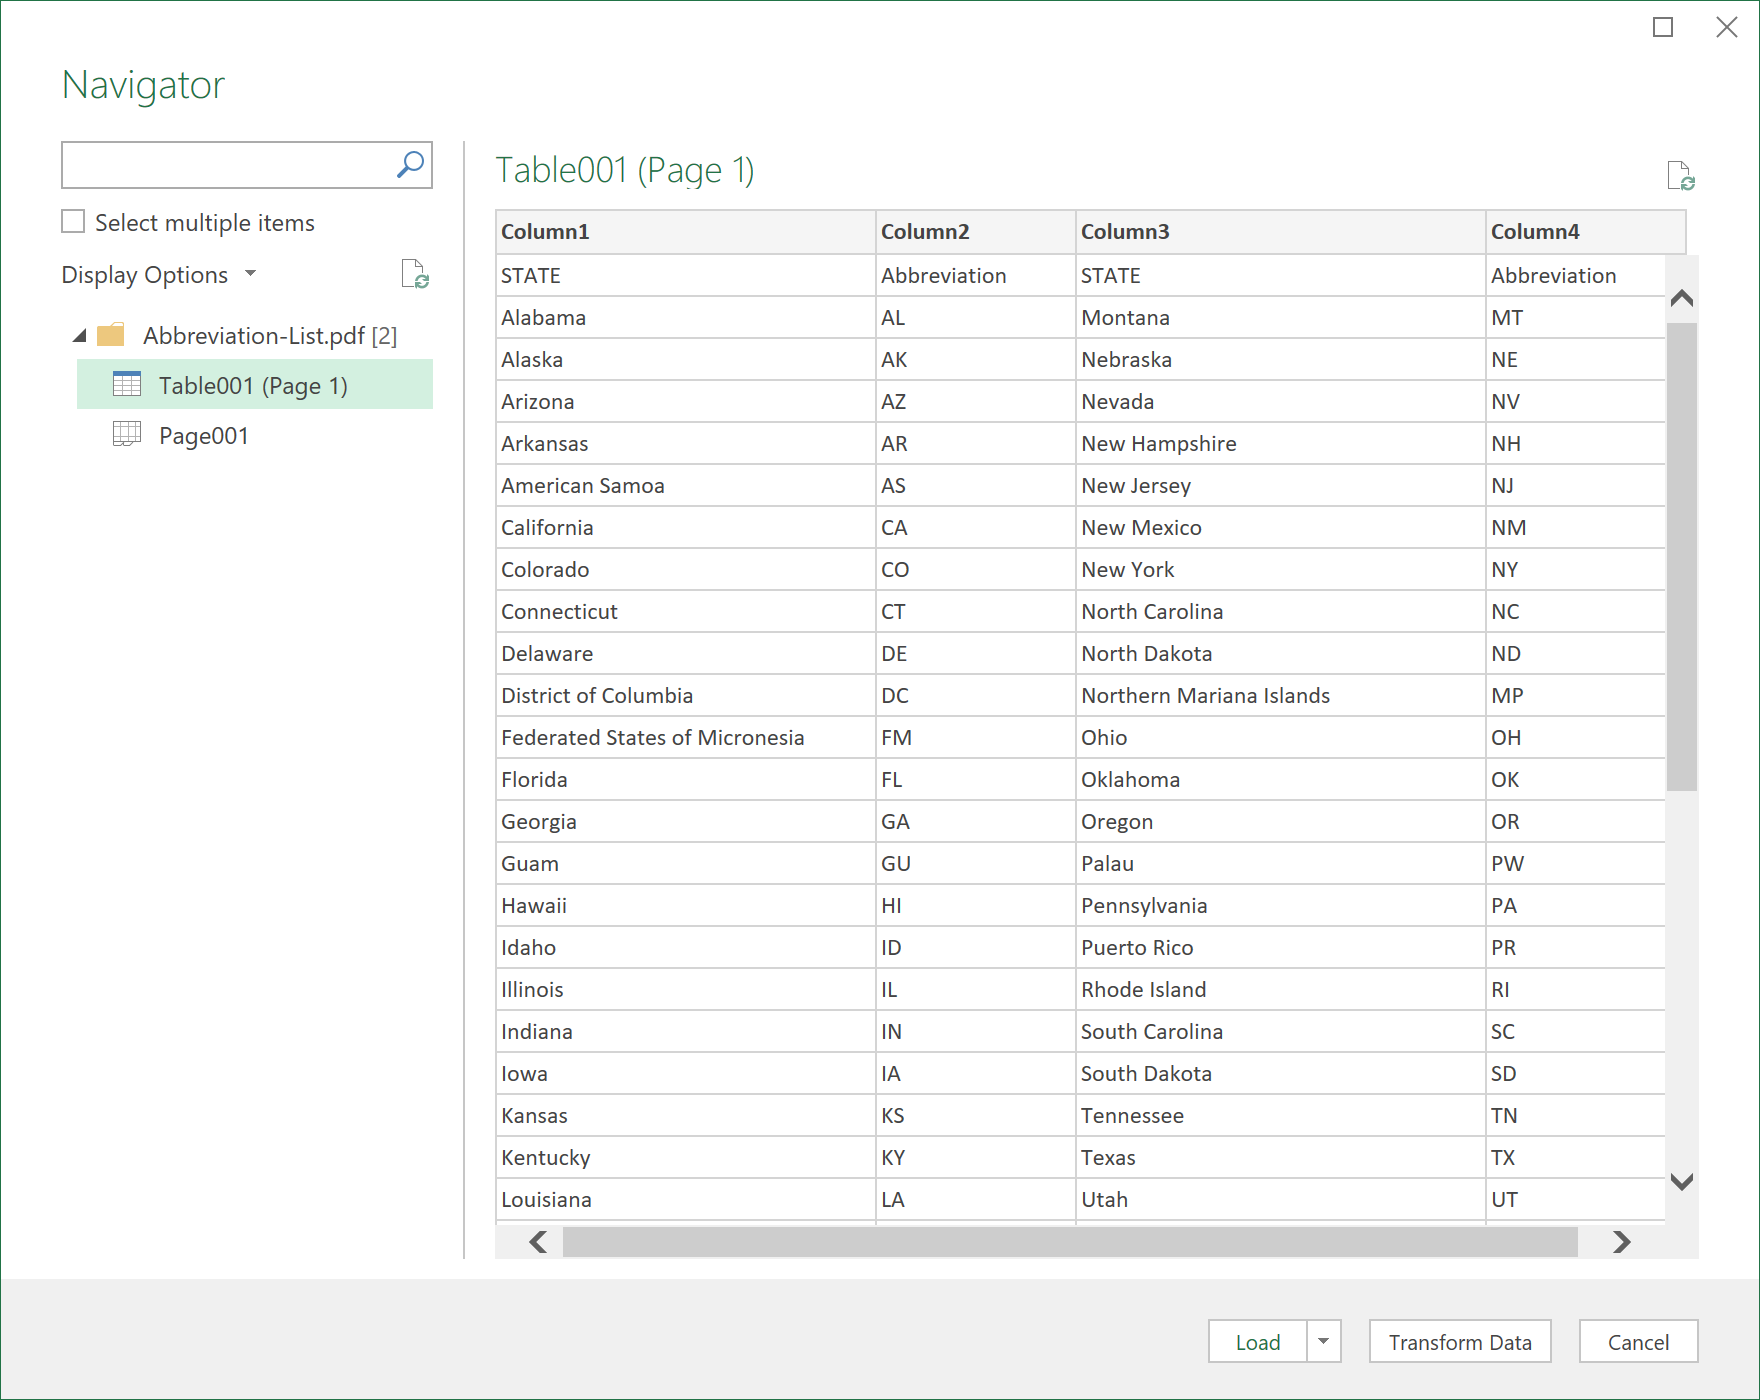 Navigator
Select multiple items
Display Options
Abbreviation-List.pdf [2]
Table001 (Page 1)
Page001
Table001 (Page 1)
Column1 Column2 Column3 Column4
STATE Abbreviation STATE Abbreviation
Alabama AL Montana MT
Alaska AK Nebraska NE
Arizona AZ Nevada NV
Arkansas AR New Hampshire NH
American Samoa AS New Jersey NJ
California CA New Mexico NM
Colorado CO New York NY
Connecticut CT North Carolina NC
Delaware DE North Dakota ND
District of Columbia DC Northern Mariana Islands MP
Federated States of Micronesia FM Ohio OH
Florida FL Oklahoma OK
Georgia GA Oregon OR
Guam GU Palau PW
Hawaii HI Pennsylvania PA
Idaho ID Puerto Rico PR
Illinois IL Rhode Island RI
Indiana IN South Carolina SC
Iowa IA South Dakota SD
Kansas KS Tennessee TN
Kentucky KY Texas TX
Louisiana LA Utah UT
Load Transform Data Cancel